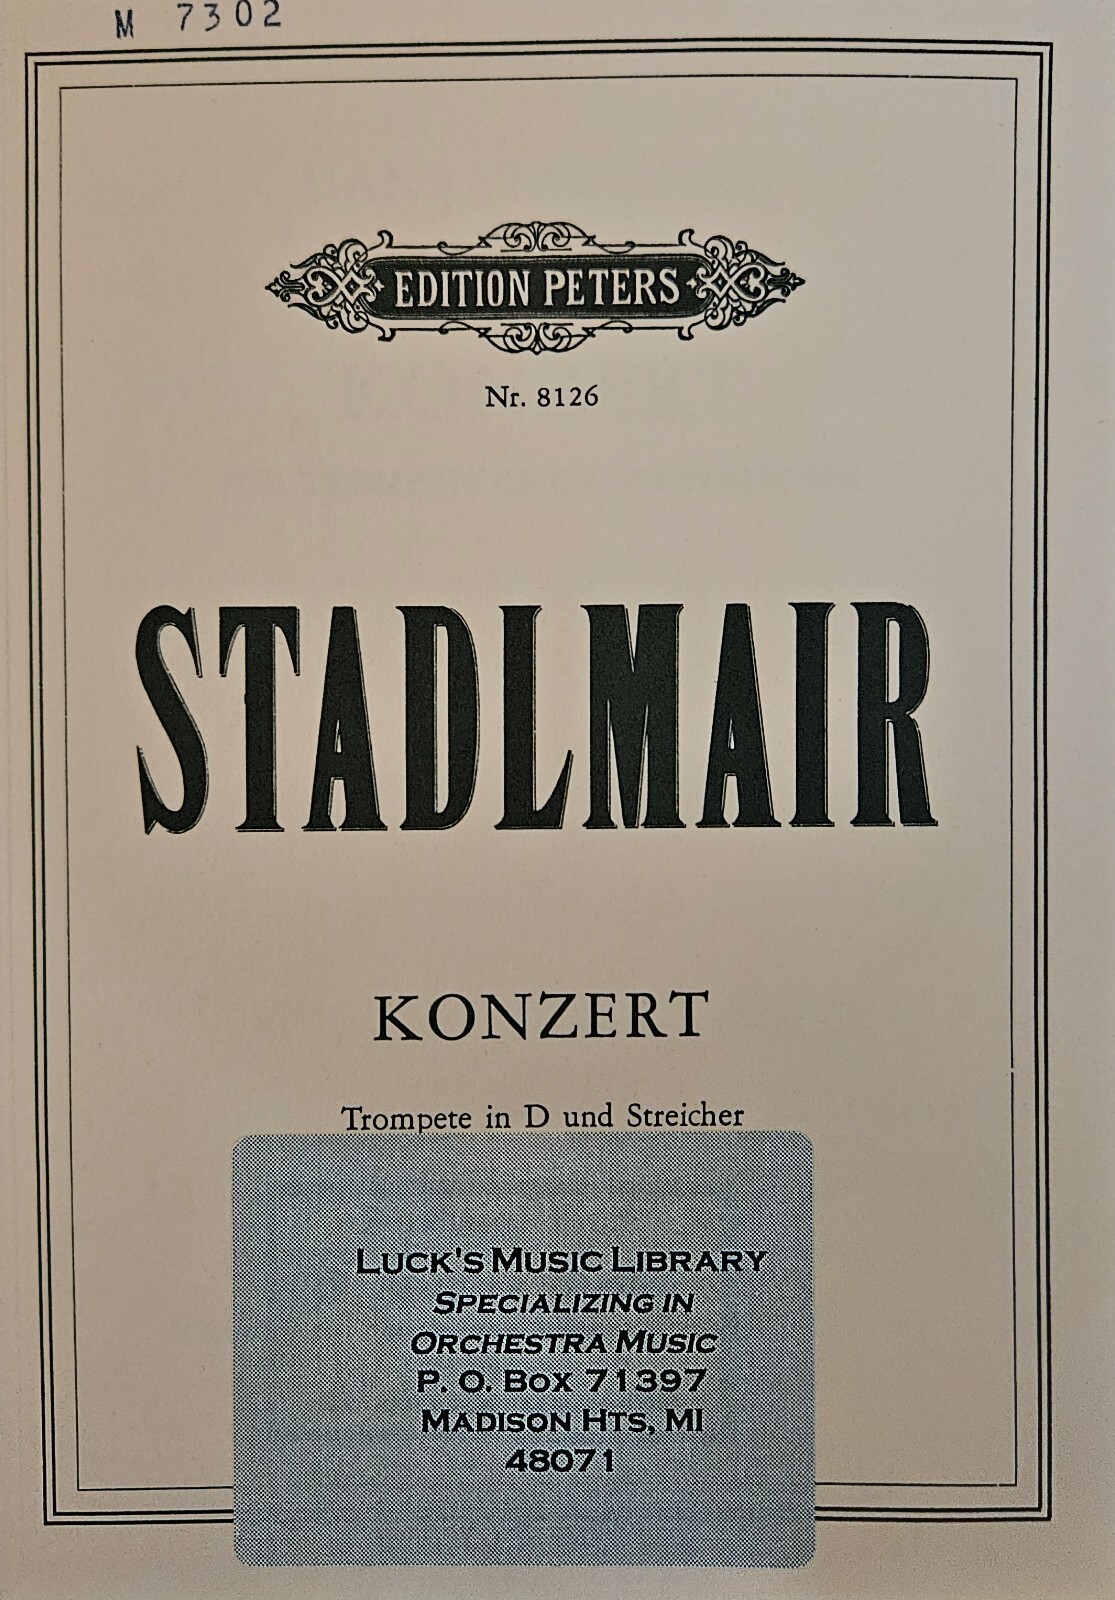 M 7302
EDITION PETERS
Nr. 8126
STADLMAIR
KONZERT
Trompete in D und Streicher
LUCK'S MUSIC LIBRARY
SPECIALIZING IN
ORCHESTRA MUSIC
P. O. BOX 71397
MADISON HTS, MI
48071